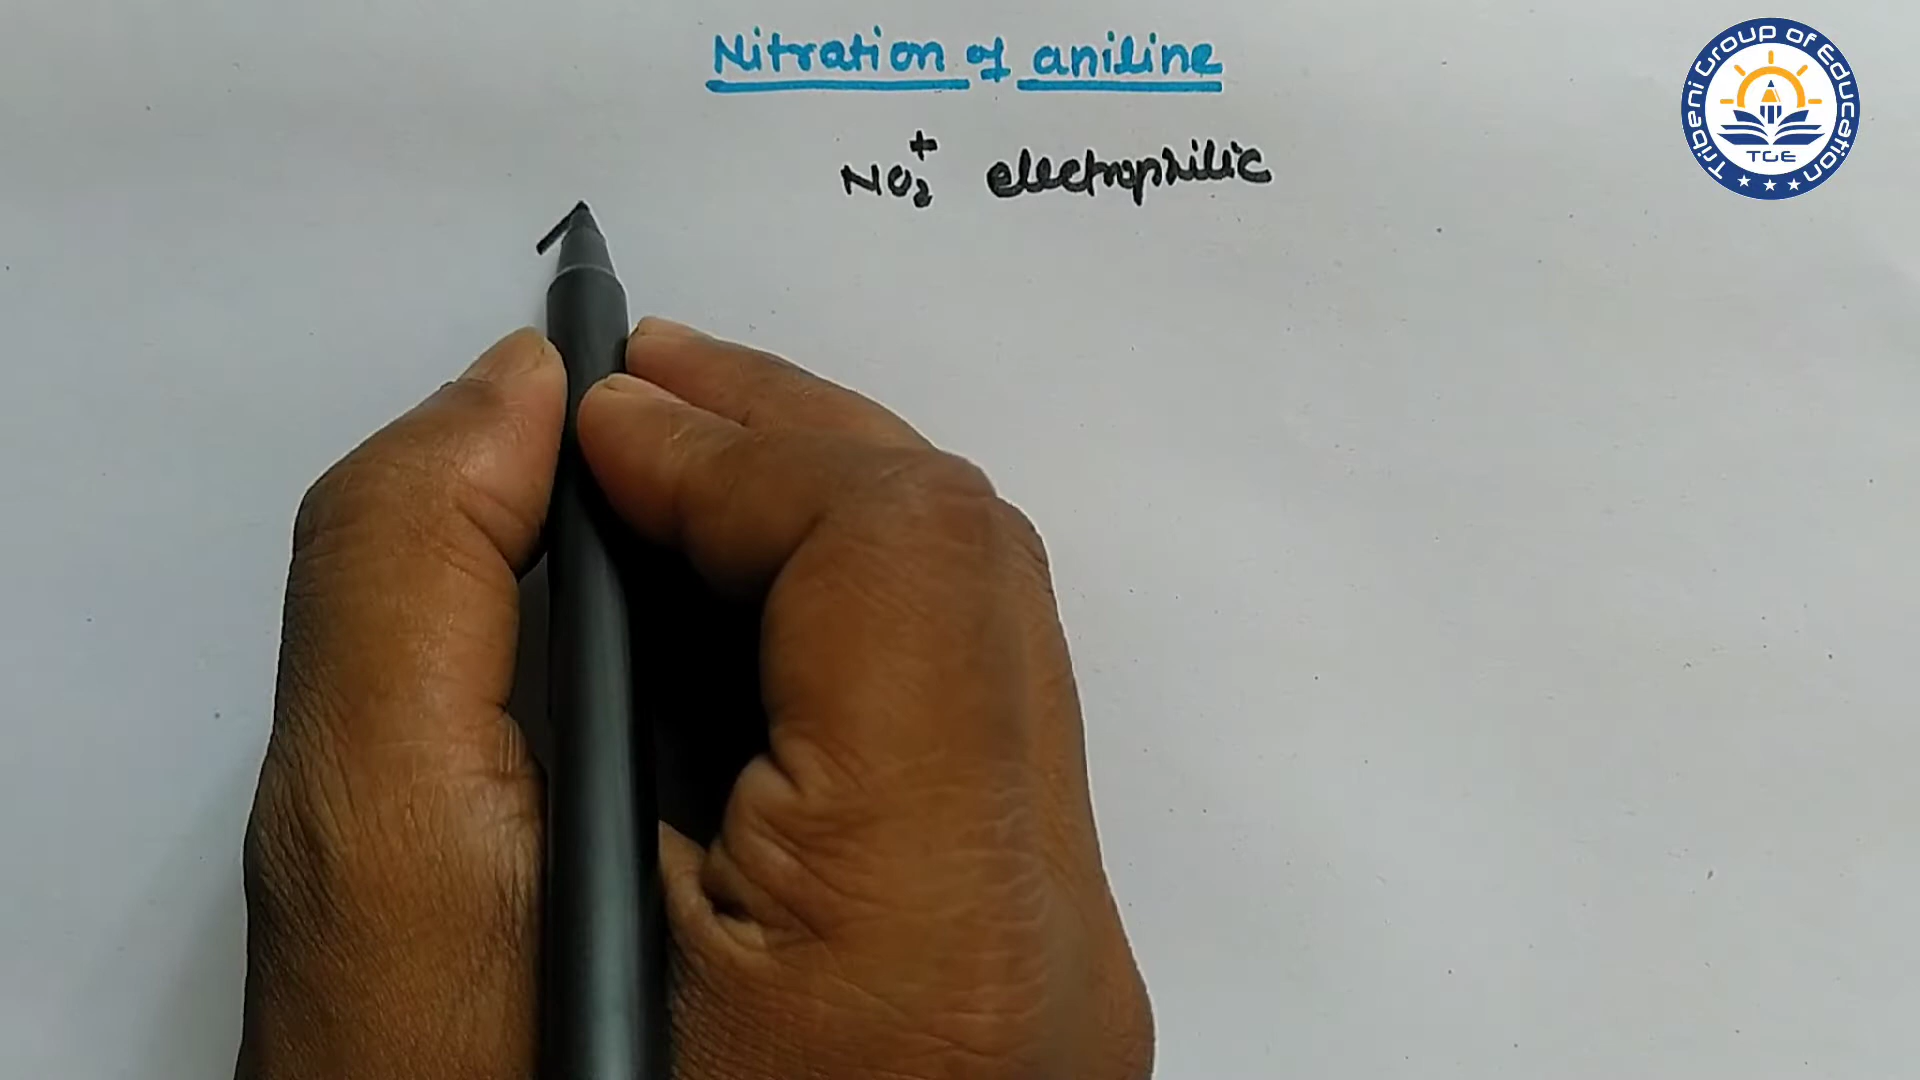 Nitration of aniline
NO₂⁺ electrophilic
Tribeni Group of Education
TGE